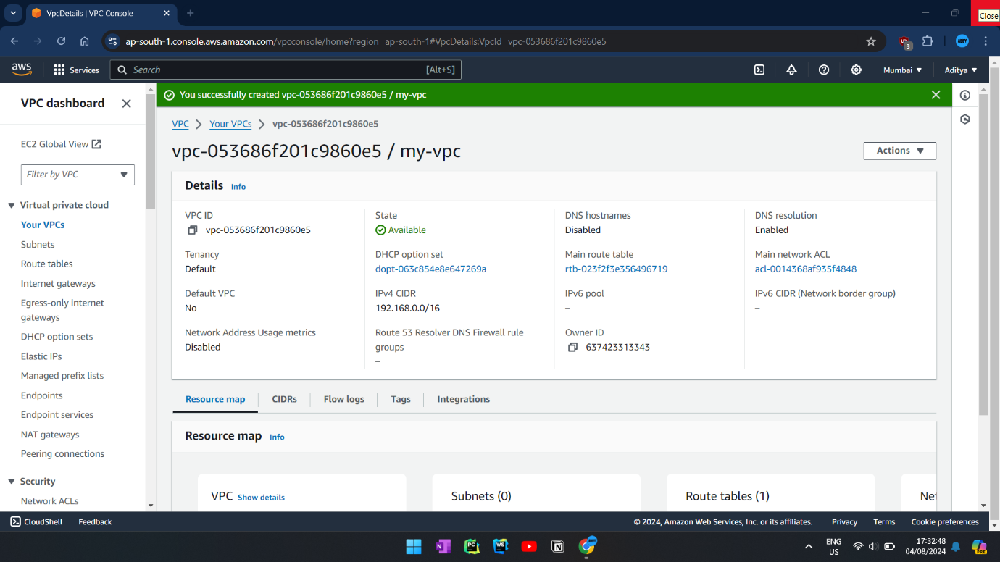 VpcDetails | VPC Console
Close
ap-south-1.console.aws.amazon.com/vpcconsole/home?region=ap-south-1#VpcDetails:VpcId=vpc-053686f201c9860e5
3
ADDY
aws
Services
Search
[Alt+S]
Mumbai
Aditya
VPC dashboard
EC2 Global View
Filter by VPC
Virtual private cloud
Your VPCs
Subnets
Route tables
Internet gateways
Egress-only internet
gateways
DHCP option sets
Elastic IPs
Managed prefix lists
Endpoints
Endpoint services
NAT gateways
Peering connections
Security
Network ACLs
You successfully created vpc-053686f201c9860e5 / my-vpc
VPC
Your VPCs
vpc-053686f201c9860e5
vpc-053686f201c9860e5 / my-vpc
Actions
Details Info
VPC ID
vpc-053686f201c9860e5
State
Available
DNS hostnames
Disabled
DNS resolution
Enabled
Tenancy
Default
DHCP option set
dopt-063c854e8e647269a
Main route table
rtb-023f2f3e356496719
Main network ACL
acl-0014368af935f4848
Default VPC
No
IPv4 CIDR
192.168.0.0/16
IPv6 pool
–
IPv6 CIDR (Network border group)
–
Network Address Usage metrics
Disabled
Route 53 Resolver DNS Firewall rule
groups
–
Owner ID
637423313343
Resource map
CIDRs
Flow logs
Tags
Integrations
Resource map Info
VPC Show details
Subnets (0)
Route tables (1)
CloudShell
Feedback
© 2024, Amazon Web Services, Inc. or its affiliates.
Privacy
Terms
Cookie preferences
N
PC
WS
N
ADDY
ENG
US
17:32:48
04/08/2024
PRE